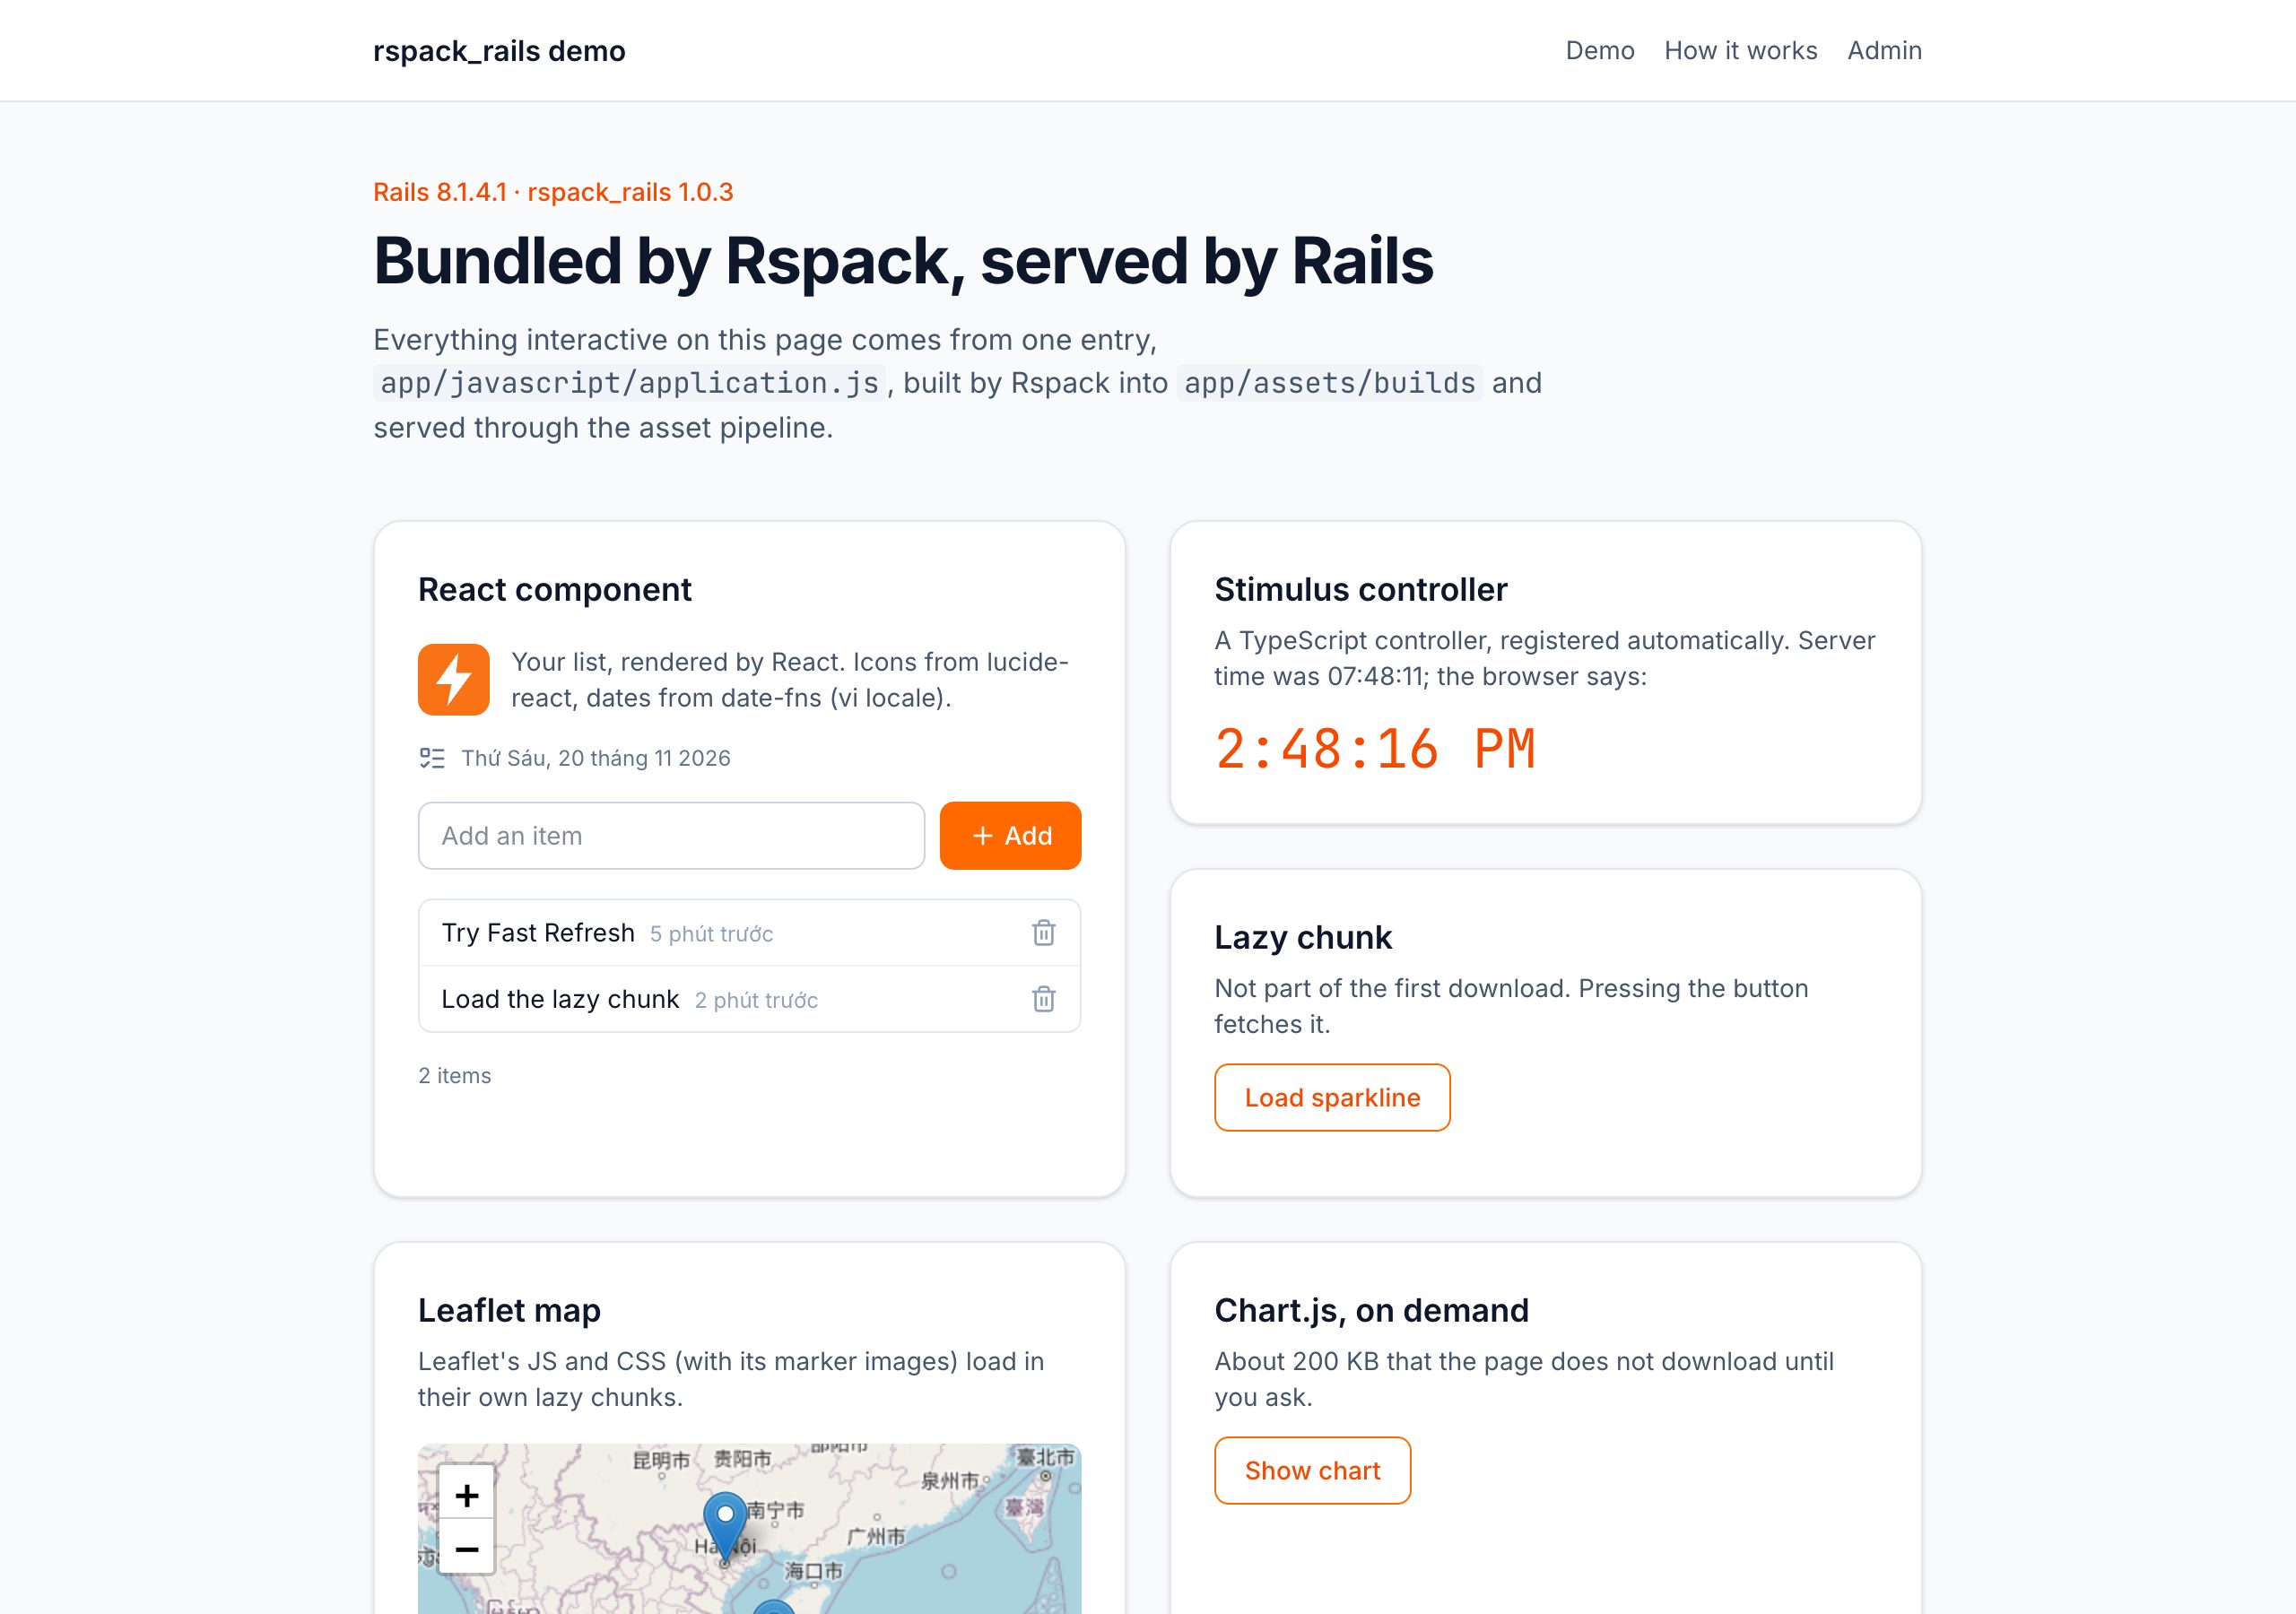 rspack_rails demo
Demo
How it works
Admin
Rails 8.1.4.1 · rspack_rails 1.0.3
Bundled by Rspack, served by Rails
Everything interactive on this page comes from one entry,
app/javascript/application.js, built by Rspack into app/assets/builds and
served through the asset pipeline.
React component
Your list, rendered by React. Icons from lucide-
react, dates from date-fns (vi locale).
Thứ Sáu, 20 tháng 11 2026
Add an item
+ Add
Try Fast Refresh 5 phút trước
Load the lazy chunk 2 phút trước
2 items
Stimulus controller
A TypeScript controller, registered automatically. Server
time was 07:48:11; the browser says:
2:48:16 PM
Lazy chunk
Not part of the first download. Pressing the button
fetches it.
Load sparkline
Leaflet map
Leaflet's JS and CSS (with its marker images) load in
their own lazy chunks.
+
−
昆明市
贵阳市
臺北市
泉州市
臺灣
南宁市
广州市
Hà Nội
海口市
Chart.js, on demand
About 200 KB that the page does not download until
you ask.
Show chart